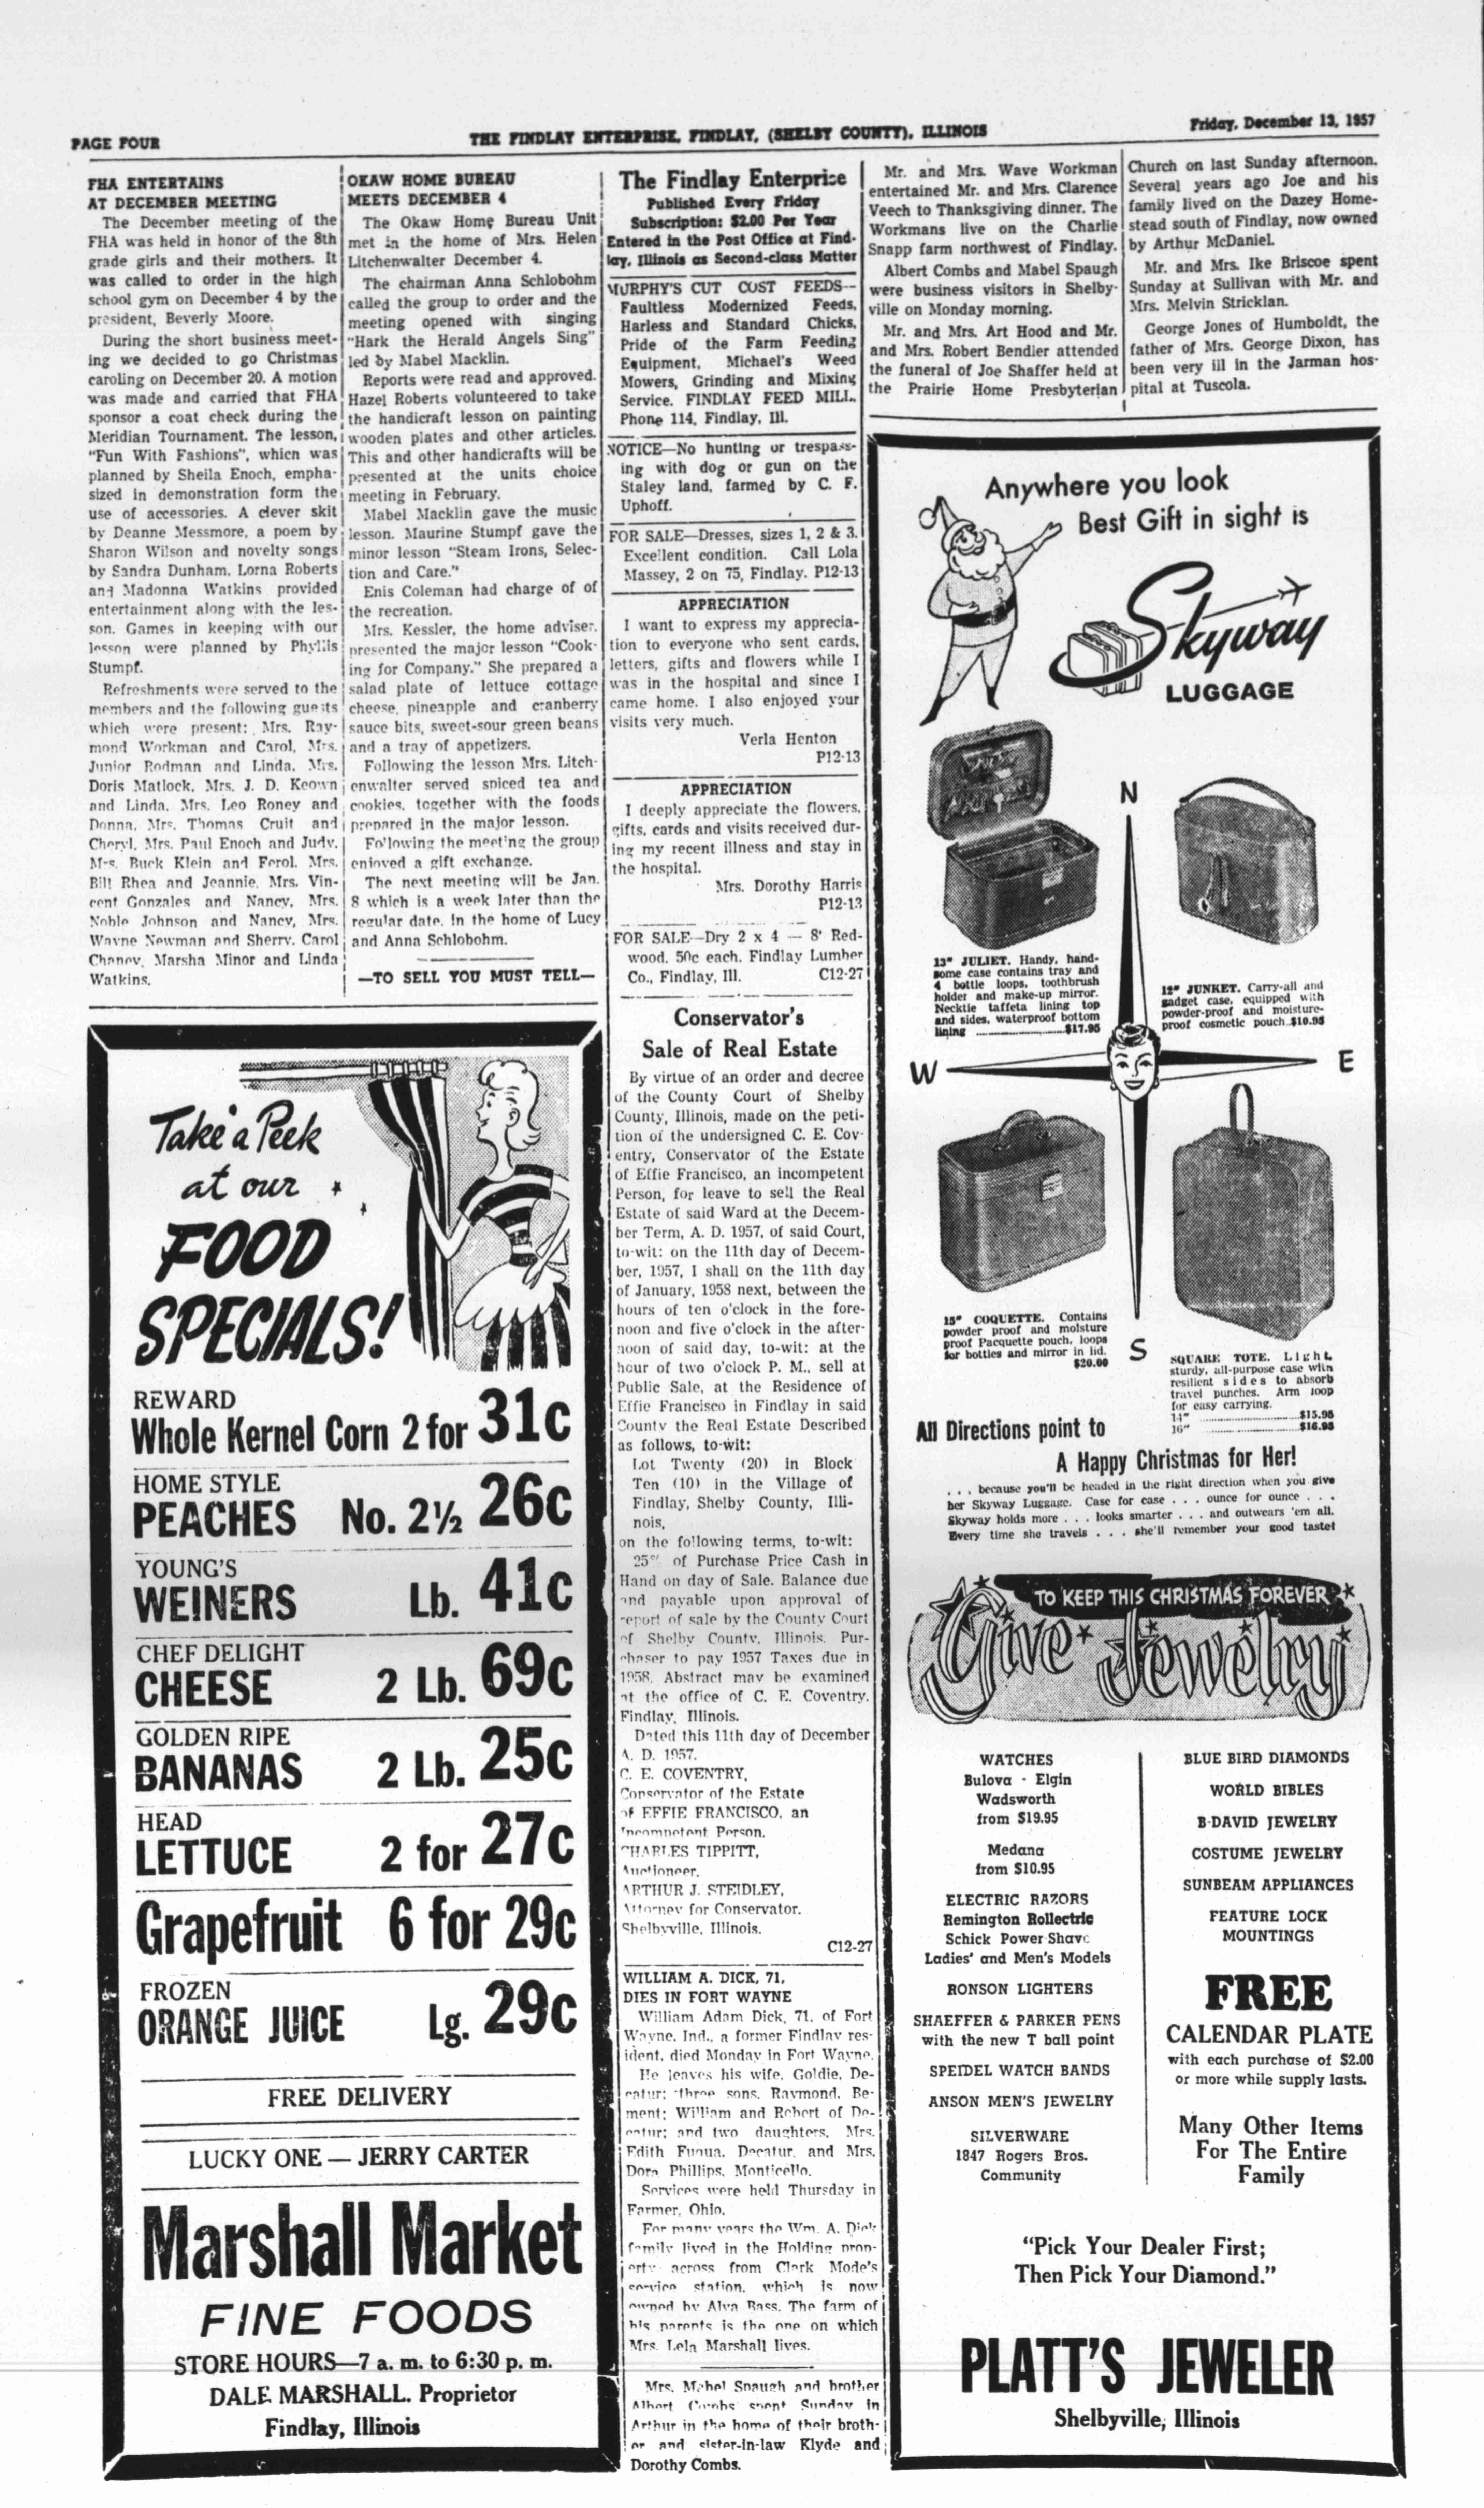 PAGE FOUR
THE FINDLAY ENTERPRISE, FINDLAY, (SHELBY COUNTY), ILLINOIS
Friday, December 13, 1957
FHA ENTERTAINS
AT DECEMBER MEETING
The December meeting of the
FHA was held in honor of the 8th
grade girls and their mothers. It
was called to order in the high
school gym on December 4 by the
president, Beverly Moore.
During the short business meet-
ing we decided to go Christmas
caroling on December 20. A motion
was made and carried that FHA
sponsor a coat check during the
Meridian Tournament. The lesson,
"Fun With Fashions", which was
planned by Sheila Enoch, empha-
sized in demonstration form the
use of accessories. A clever skit
by Deanne Messmore, a poem by
Sharon Wilson and novelty songs
by Sandra Dunham, Lorna Roberts
and Madonna Watkins provided
entertainment along with the les-
son. Games in keeping with our
lesson were planned by Phyllis
Stumpf.
Refreshments were served to the
members and the following guests
which were present: Mrs. Ray-
mond Workman and Carol, Mrs.
Junior Rodman and Linda, Mrs.
Doris Matlock, Mrs. J. D. Keown
and Linda, Mrs. Leo Roney and
Donna, Mrs. Thomas Cruit and
Cheryl, Mrs. Paul Enoch and Judy,
Mrs. Buck Klein and Ferol, Mrs.
Bill Rhea and Jeannie, Mrs. Vin-
cent Gonzales and Nancy, Mrs.
Noble Johnson and Nancy, Mrs.
Wayne Newman and Sherry, Carol
Chaney, Marsha Minor and Linda
Watkins.
OKAW HOME BUREAU
MEETS DECEMBER 4
The Okaw Home Bureau Unit
met in the home of Mrs. Helen
Litchenwalter December 4.
The chairman Anna Schlobohm
called the group to order and the
meeting opened with singing
"Hark the Herald Angels Sing"
led by Mabel Macklin.
Reports were read and approved.
Hazel Roberts volunteered to take
the handicraft lesson on painting
wooden plates and other articles.
This and other handicrafts will be
presented at the units choice
meeting in February.
Mabel Macklin gave the music
lesson. Maurine Stumpf gave the
minor lesson "Steam Irons, Selec-
tion and Care."
Enis Coleman had charge of of
the recreation.
Mrs. Kessler, the home adviser,
presented the major lesson "Cook-
ing for Company." She prepared a
salad plate of lettuce cottage
cheese, pineapple and cranberry
sauce bits, sweet-sour green beans
and a tray of appetizers.
Following the lesson Mrs. Litch-
enwalter served spiced tea and
cookies, together with the foods
prepared in the major lesson.
Following the meeting the group
enjoyed a gift exchange.
The next meeting will be Jan.
8 which is a week later than the
regular date, in the home of Lucy
and Anna Schlobohm.
—TO SELL YOU MUST TELL—
Take a Peek
at our
FOOD
SPECIALS!
REWARD
Whole Kernel Corn 2 for 31c
HOME STYLE
PEACHES No. 2½ 26c
YOUNG'S
WEINERS Lb. 41c
CHEF DELIGHT
CHEESE 2 Lb. 69c
GOLDEN RIPE
BANANAS 2 Lb. 25c
HEAD
LETTUCE 2 for 27c
Grapefruit 6 for 29c
FROZEN
ORANGE JUICE Lg. 29c
FREE DELIVERY
LUCKY ONE — JERRY CARTER
Marshall Market
FINE FOODS
STORE HOURS—7 a. m. to 6:30 p. m.
DALE MARSHALL. Proprietor
Findlay, Illinois
The Findlay Enterprise
Published Every Friday
Subscription: $2.00 Per Year
Entered in the Post Office at Find-
lay, Illinois as Second-class Matter
MURPHY'S CUT COST FEEDS--
Faultless Modernized Feeds,
Harless and Standard Chicks,
Pride of the Farm Feeding
Equipment, Michael's Weed
Mowers, Grinding and Mixing
Service. FINDLAY FEED MILL,
Phone 114, Findlay, Ill.
NOTICE—No hunting or trespass-
ing with dog or gun on the
Staley land, farmed by C. F.
Uphoff.
FOR SALE—Dresses, sizes 1, 2 & 3.
Excellent condition. Call Lola
Massey, 2 on 75, Findlay. P12-13
APPRECIATION
I want to express my apprecia-
tion to everyone who sent cards,
letters, gifts and flowers while I
was in the hospital and since I
came home. I also enjoyed your
visits very much.
Verla Henton
P12-13
APPRECIATION
I deeply appreciate the flowers,
gifts, cards and visits received dur-
ing my recent illness and stay in
the hospital.
Mrs. Dorothy Harris
P12-13
FOR SALE—Dry 2 x 4 — 8' Red-
wood. 50c each. Findlay Lumber
Co., Findlay, Ill. C12-27
Conservator's
Sale of Real Estate
By virtue of an order and decree
of the County Court of Shelby
County, Illinois, made on the peti-
tion of the undersigned C. E. Cov-
entry, Conservator of the Estate
of Effie Francisco, an incompetent
Person, for leave to sell the Real
Estate of said Ward at the Decem-
ber Term, A. D. 1957, of said Court,
to-wit: on the 11th day of Decem-
ber, 1957, I shall on the 11th day
of January, 1958 next, between the
hours of ten o'clock in the fore-
noon and five o'clock in the after-
noon of said day, to-wit: at the
hour of two o'clock P. M., sell at
Public Sale, at the Residence of
Effie Francisco in Findlay in said
County the Real Estate Described
as follows, to-wit:
Lot Twenty (20) in Block
Ten (10) in the Village of
Findlay, Shelby County, Illi-
nois,
on the following terms, to-wit:
25% of Purchase Price Cash in
Hand on day of Sale. Balance due
and payable upon approval of
report of sale by the County Court
of Shelby County, Illinois. Pur-
chaser to pay 1957 Taxes due in
1958. Abstract may be examined
at the office of C. E. Coventry,
Findlay, Illinois.
Dated this 11th day of December
A. D. 1957.
C. E. COVENTRY,
Conservator of the Estate
of EFFIE FRANCISCO, an
Incompetent Person.
CHARLES TIPPITT,
Auctioneer,
ARTHUR J. STEIDLEY,
Attorney for Conservator.
Shelbyville, Illinois.
C12-27
WILLIAM A. DICK, 71,
DIES IN FORT WAYNE
William Adam Dick, 71, of Fort
Wayne, Ind., a former Findlay res-
ident, died Monday in Fort Wayne.
He leaves his wife, Goldie, De-
catur; three sons, Raymond, Be-
ment; William and Robert of De-
catur; and two daughters, Mrs.
Edith Fuqua, Decatur, and Mrs.
Dora Phillips, Monticello.
Services were held Thursday in
Farmer, Ohio.
For many years the Wm. A. Dick
family lived in the Holding prop-
erty across from Clark Mode's
service station, which is now
owned by Alva Bass. The farm of
his parents is the one on which
Mrs. Lela Marshall lives.
Mrs. Mabel Spaugh and brother
Albert Combs spent Sunday in
Arthur in the home of their broth-
er and sister-in-law Klyde and
Dorothy Combs.
Mr. and Mrs. Wave Workman
entertained Mr. and Mrs. Clarence
Veech to Thanksgiving dinner. The
Workmans live on the Charlie
Snapp farm northwest of Findlay.
Albert Combs and Mabel Spaugh
were business visitors in Shelby-
ville on Monday morning.
Mr. and Mrs. Art Hood and Mr.
and Mrs. Robert Bendier attended
the funeral of Joe Shaffer held at
the Prairie Home Presbyterian
Church on last Sunday afternoon.
Several years ago Joe and his
family lived on the Dazey Home-
stead south of Findlay, now owned
by Arthur McDaniel.
Mr. and Mrs. Ike Briscoe spent
Sunday at Sullivan with Mr. and
Mrs. Melvin Stricklan.
George Jones of Humboldt, the
father of Mrs. George Dixon, has
been very ill in the Jarman hos-
pital at Tuscola.
Anywhere you look
Best Gift in sight is
Skyway
LUGGAGE
N
13" JULIET. Handy, hand-
some case contains tray and
4 bottle loops, toothbrush
holder and make-up mirror.
Necktie taffeta lining top
and sides, waterproof bottom
lining $17.95
12" JUNKET. Carry-all and
gadget case, equipped with
powder-proof and moisture-
proof cosmetic pouch $10.95
W
E
15" COQUETTE. Contains
powder proof and moisture
proof Pacquette pouch, loops
for bottles and mirror in lid.
$20.00
S
SQUARE TOTE. Light,
sturdy, all-purpose case with
resilient sides to absorb
travel punches. Arm loop
for easy carrying.
14" $15.95
16" $16.95
All Directions point to
A Happy Christmas for Her!
. . . because you'll be headed in the right direction when you give
her Skyway Luggage. Case for case . . . ounce for ounce . . .
Skyway holds more . . . looks smarter . . . and outwears 'em all.
Every time she travels . . . she'll remember your good taste!
TO KEEP THIS CHRISTMAS FOREVER
Give Jewelry
WATCHES
Bulova - Elgin
Wadsworth
from $19.95
Medana
from $10.95
ELECTRIC RAZORS
Remington Rollectric
Schick Power Shave
Ladies' and Men's Models
RONSON LIGHTERS
SHAEFFER & PARKER PENS
with the new T ball point
SPEIDEL WATCH BANDS
ANSON MEN'S JEWELRY
SILVERWARE
1847 Rogers Bros.
Community
BLUE BIRD DIAMONDS
WORLD BIBLES
B-DAVID JEWELRY
COSTUME JEWELRY
SUNBEAM APPLIANCES
FEATURE LOCK
MOUNTINGS
FREE
CALENDAR PLATE
with each purchase of $2.00
or more while supply lasts.
Many Other Items
For The Entire
Family
"Pick Your Dealer First;
Then Pick Your Diamond."
PLATT'S JEWELER
Shelbyville, Illinois